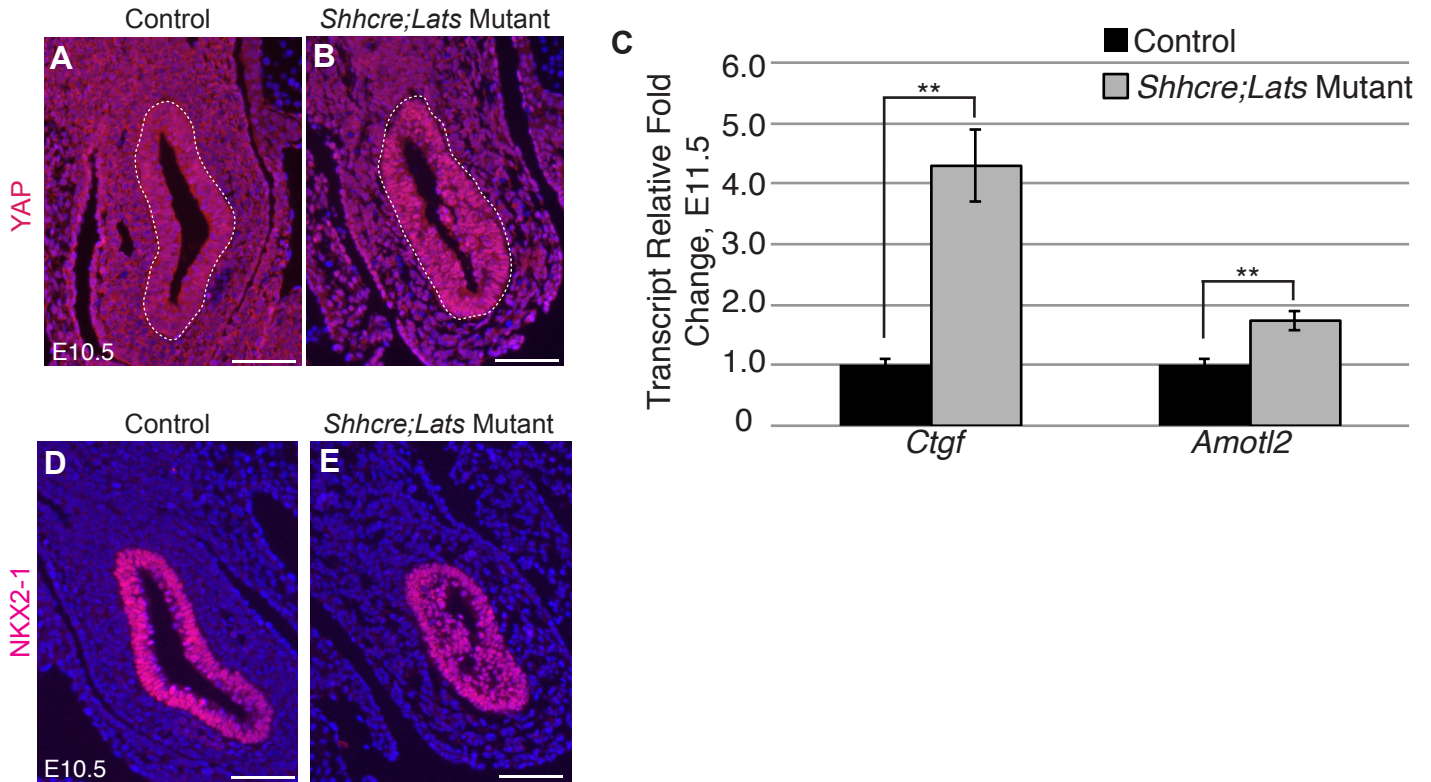 Control
Shhcre;Lats Mutant
A
B
YAP
E10.5
C
Control
Shhcre;Lats Mutant
Transcript Relative Fold
Change, E11.5
6.0
5.0
4.0
3.0
2.0
1.0
0
**
**
Ctgf
Amotl2
Control
Shhcre;Lats Mutant
D
E
NKX2-1
E10.5